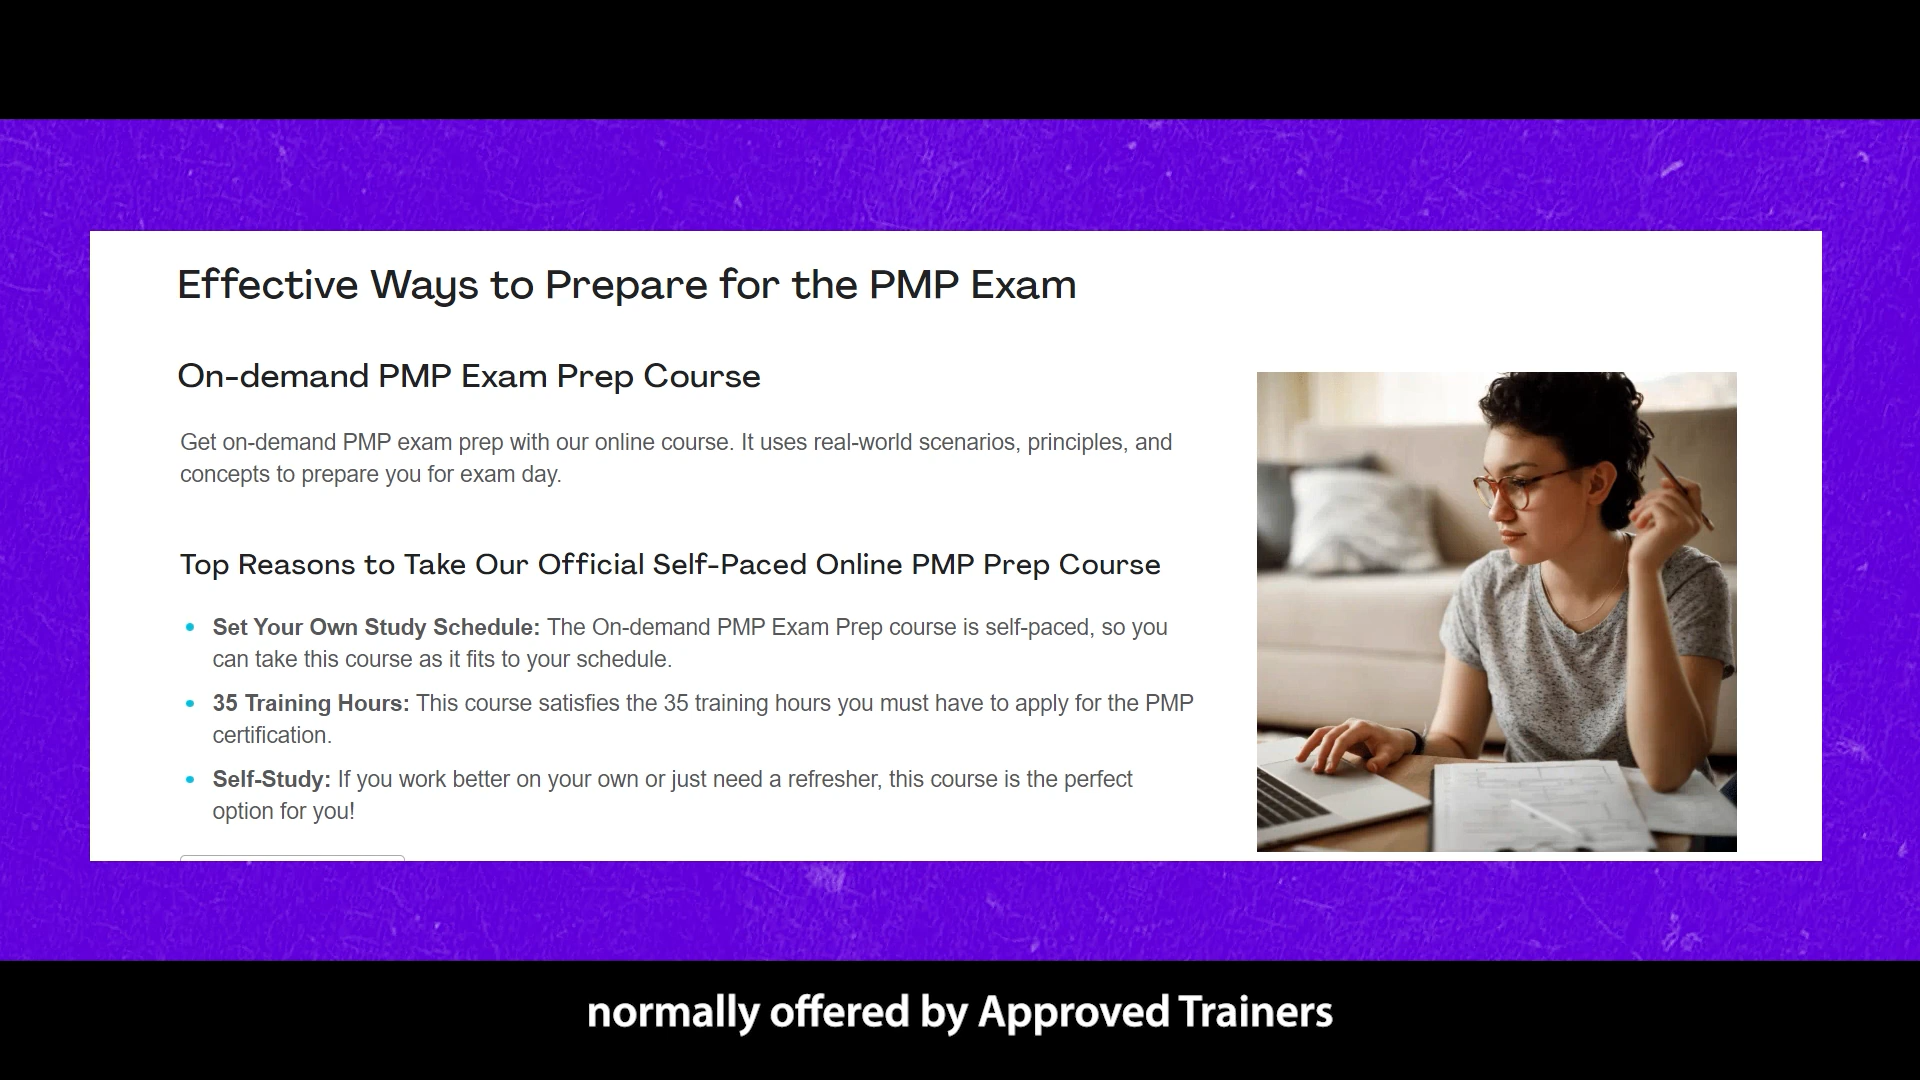 Effective Ways to Prepare for the PMP Exam
On-demand PMP Exam Prep Course
Get on-demand PMP exam prep with our online course. It uses real-world scenarios, principles, and
concepts to prepare you for exam day.
Top Reasons to Take Our Official Self-Paced Online PMP Prep Course
• Set Your Own Study Schedule: The On-demand PMP Exam Prep course is self-paced, so you
can take this course as it fits to your schedule.
• 35 Training Hours: This course satisfies the 35 training hours you must have to apply for the PMP
certification.
• Self-Study: If you work better on your own or just need a refresher, this course is the perfect
option for you!
normally offered by Approved Trainers